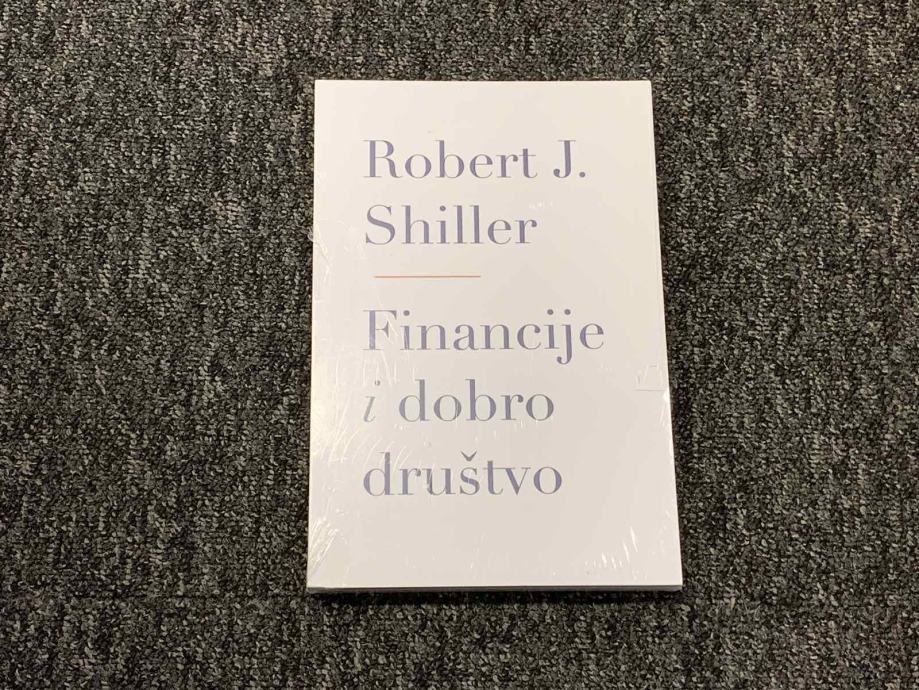 Robert J.
Shiller
Financije
i dobro
društvo